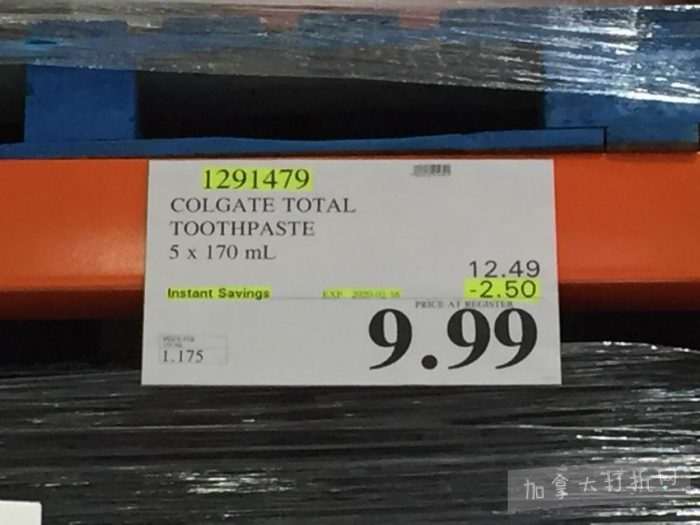 1291479
COLGATE TOTAL
TOOTHPASTE
5 x 170 mL
12.49
Instant Savings
-2.50
PRICE AT REGISTER
9.99
1.175
加拿大打折网